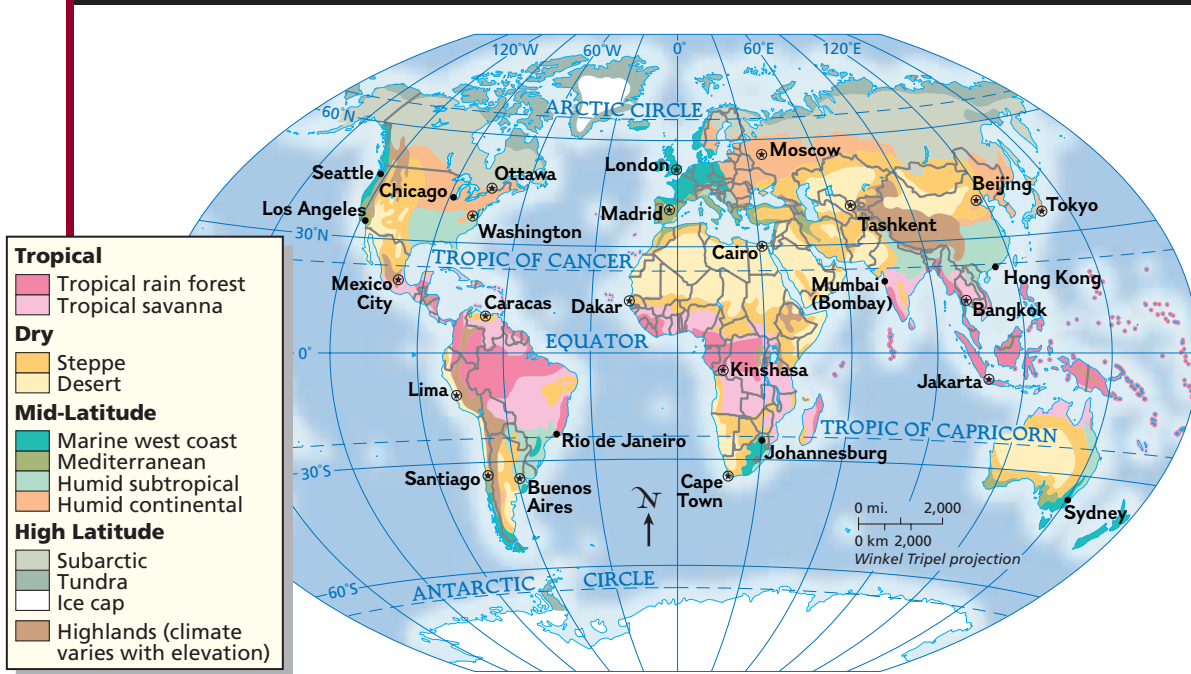 120°W
60°W
0°
60°E
120°E
ARCTIC CIRCLE
60°N
Moscow
London
Seattle
Ottawa
Chicago
Beijing
Los Angeles
Madrid
Tokyo
Washington
Tashkent
30°N
Cairo
TROPIC OF CANCER
Hong Kong
Mexico
City
Mumbai
(Bombay)
Caracas
Dakar
Bangkok
EQUATOR
0°
Kinshasa
Jakarta
Lima
TROPIC OF CAPRICORN
Rio de Janeiro
Johannesburg
30°S
Santiago
Buenos
Aires
Cape
Town
N
0 mi. 2,000
0 km 2,000
Winkel Tripel projection
Sydney
60°S
ANTARCTIC CIRCLE
Tropical
Tropical rain forest
Tropical savanna
Dry
Steppe
Desert
Mid-Latitude
Marine west coast
Mediterranean
Humid subtropical
Humid continental
High Latitude
Subarctic
Tundra
Ice cap
Highlands (climate
varies with elevation)